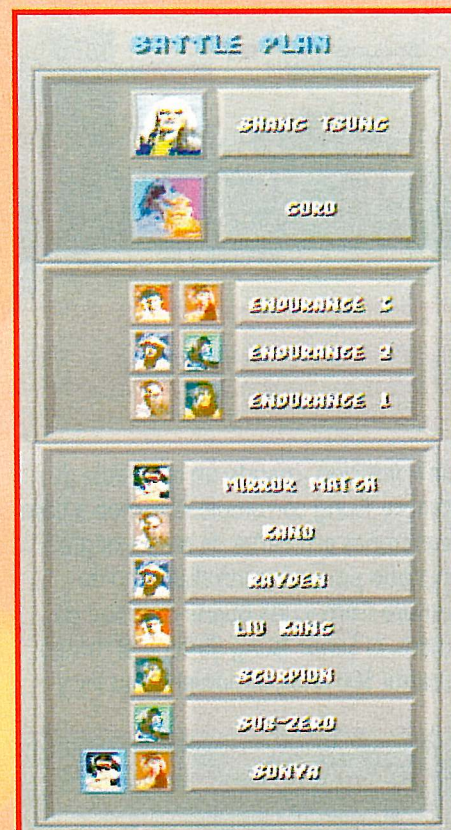 BATTLE PLAN
SHANG TSUNG
GORO
ENDURANCE 3
ENDURANCE 2
ENDURANCE 1
MIRROR MATCH
KANO
RAYDEN
LIU KANG
SCORPION
SUB-ZERO
SONYA